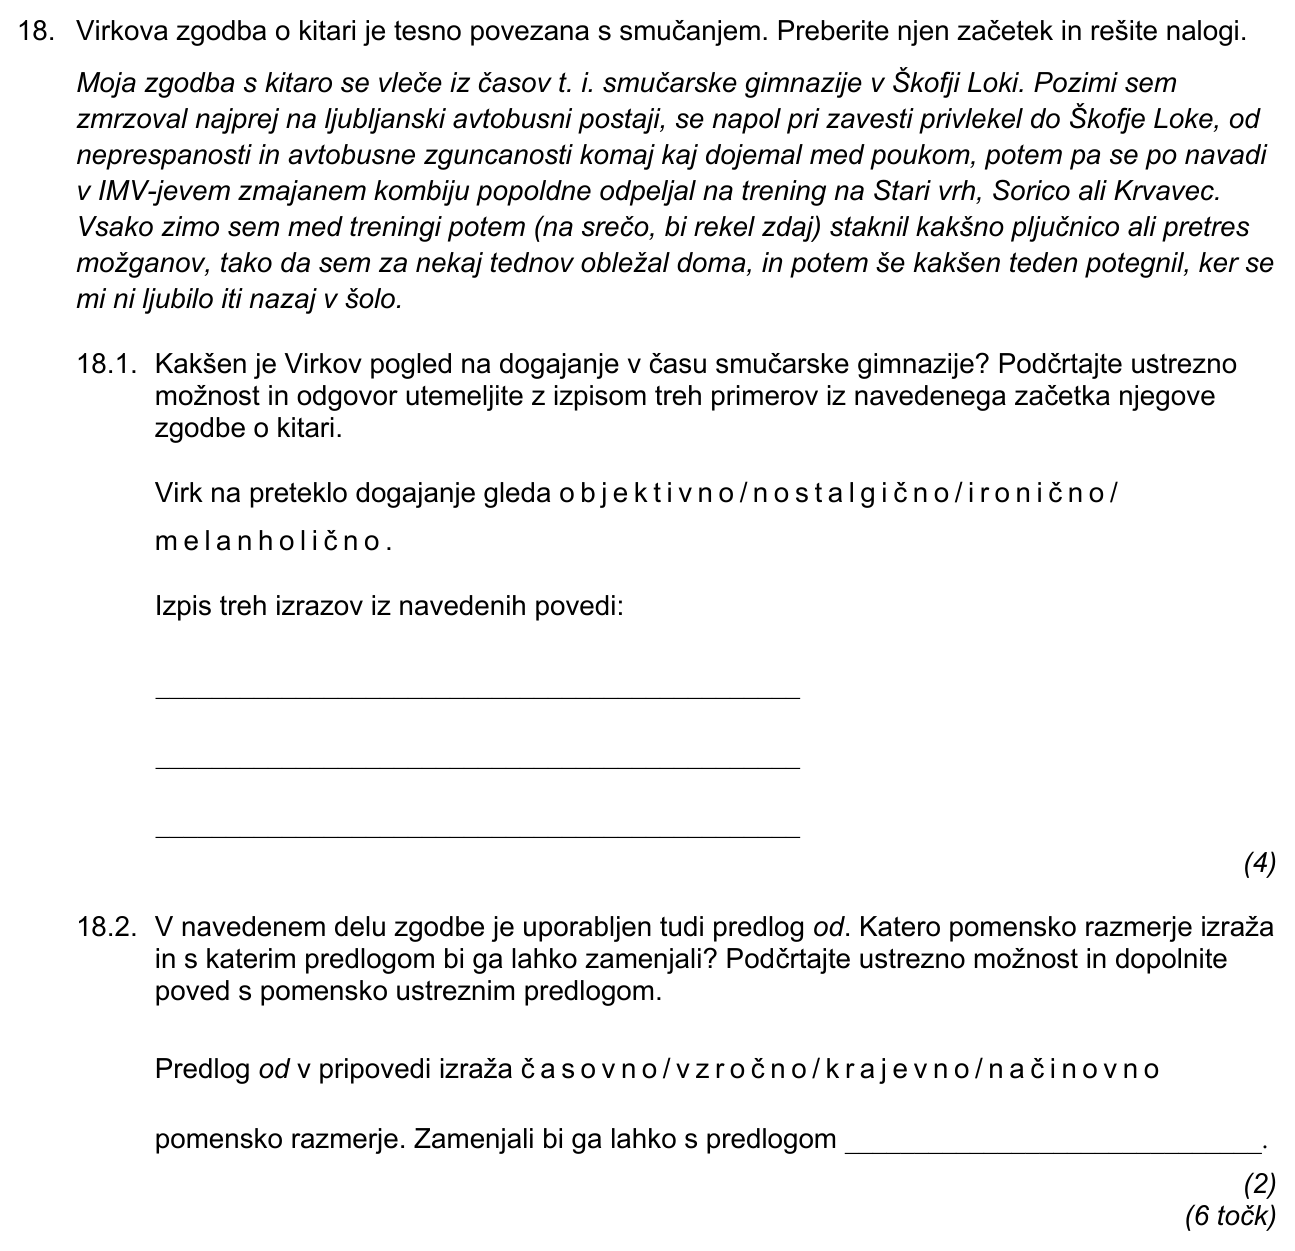 18. Virkova zgodba o kitari je tesno povezana s smučanjem. Preberite njen začetek in rešite nalogi.
Moja zgodba s kitaro se vleče iz časov t. i. smučarske gimnazije v Škofji Loki. Pozimi sem
zmrzoval najprej na ljubljanski avtobusni postaji, se napol pri zavesti privlekel do Škofje Loke, od
neprespanosti in avtobusne zguncanosti komaj kaj dojemal med poukom, potem pa se po navadi
v IMV-jevem zmajanem kombiju popoldne odpeljal na trening na Stari vrh, Sorico ali Krvavec.
Vsako zimo sem med treningi potem (na srečo, bi rekel zdaj) staknil kakšno pljučnico ali pretres
možganov, tako da sem za nekaj tednov obležal doma, in potem še kakšen teden potegnil, ker se
mi ni ljubilo iti nazaj v šolo.
18.1. Kakšen je Virkov pogled na dogajanje v času smučarske gimnazije? Podčrtajte ustrezno
možnost in odgovor utemeljite z izpisom treh primerov iz navedenega začetka njegove
zgodbe o kitari.
Virk na preteklo dogajanje gleda objektivno/nostalgično/ironično/
melanholično.
Izpis treh izrazov iz navedenih povedi:
(4)
18.2. V navedenem delu zgodbe je uporabljen tudi predlog od. Katero pomensko razmerje izraža
in s katerim predlogom bi ga lahko zamenjali? Podčrtajte ustrezno možnost in dopolnite
poved s pomensko ustreznim predlogom.
Predlog od v pripovedi izraža časovno/vzročno/krajevno/načinovno
pomensko razmerje. Zamenjali bi ga lahko s predlogom ______________________________.
(2)
(6 točk)